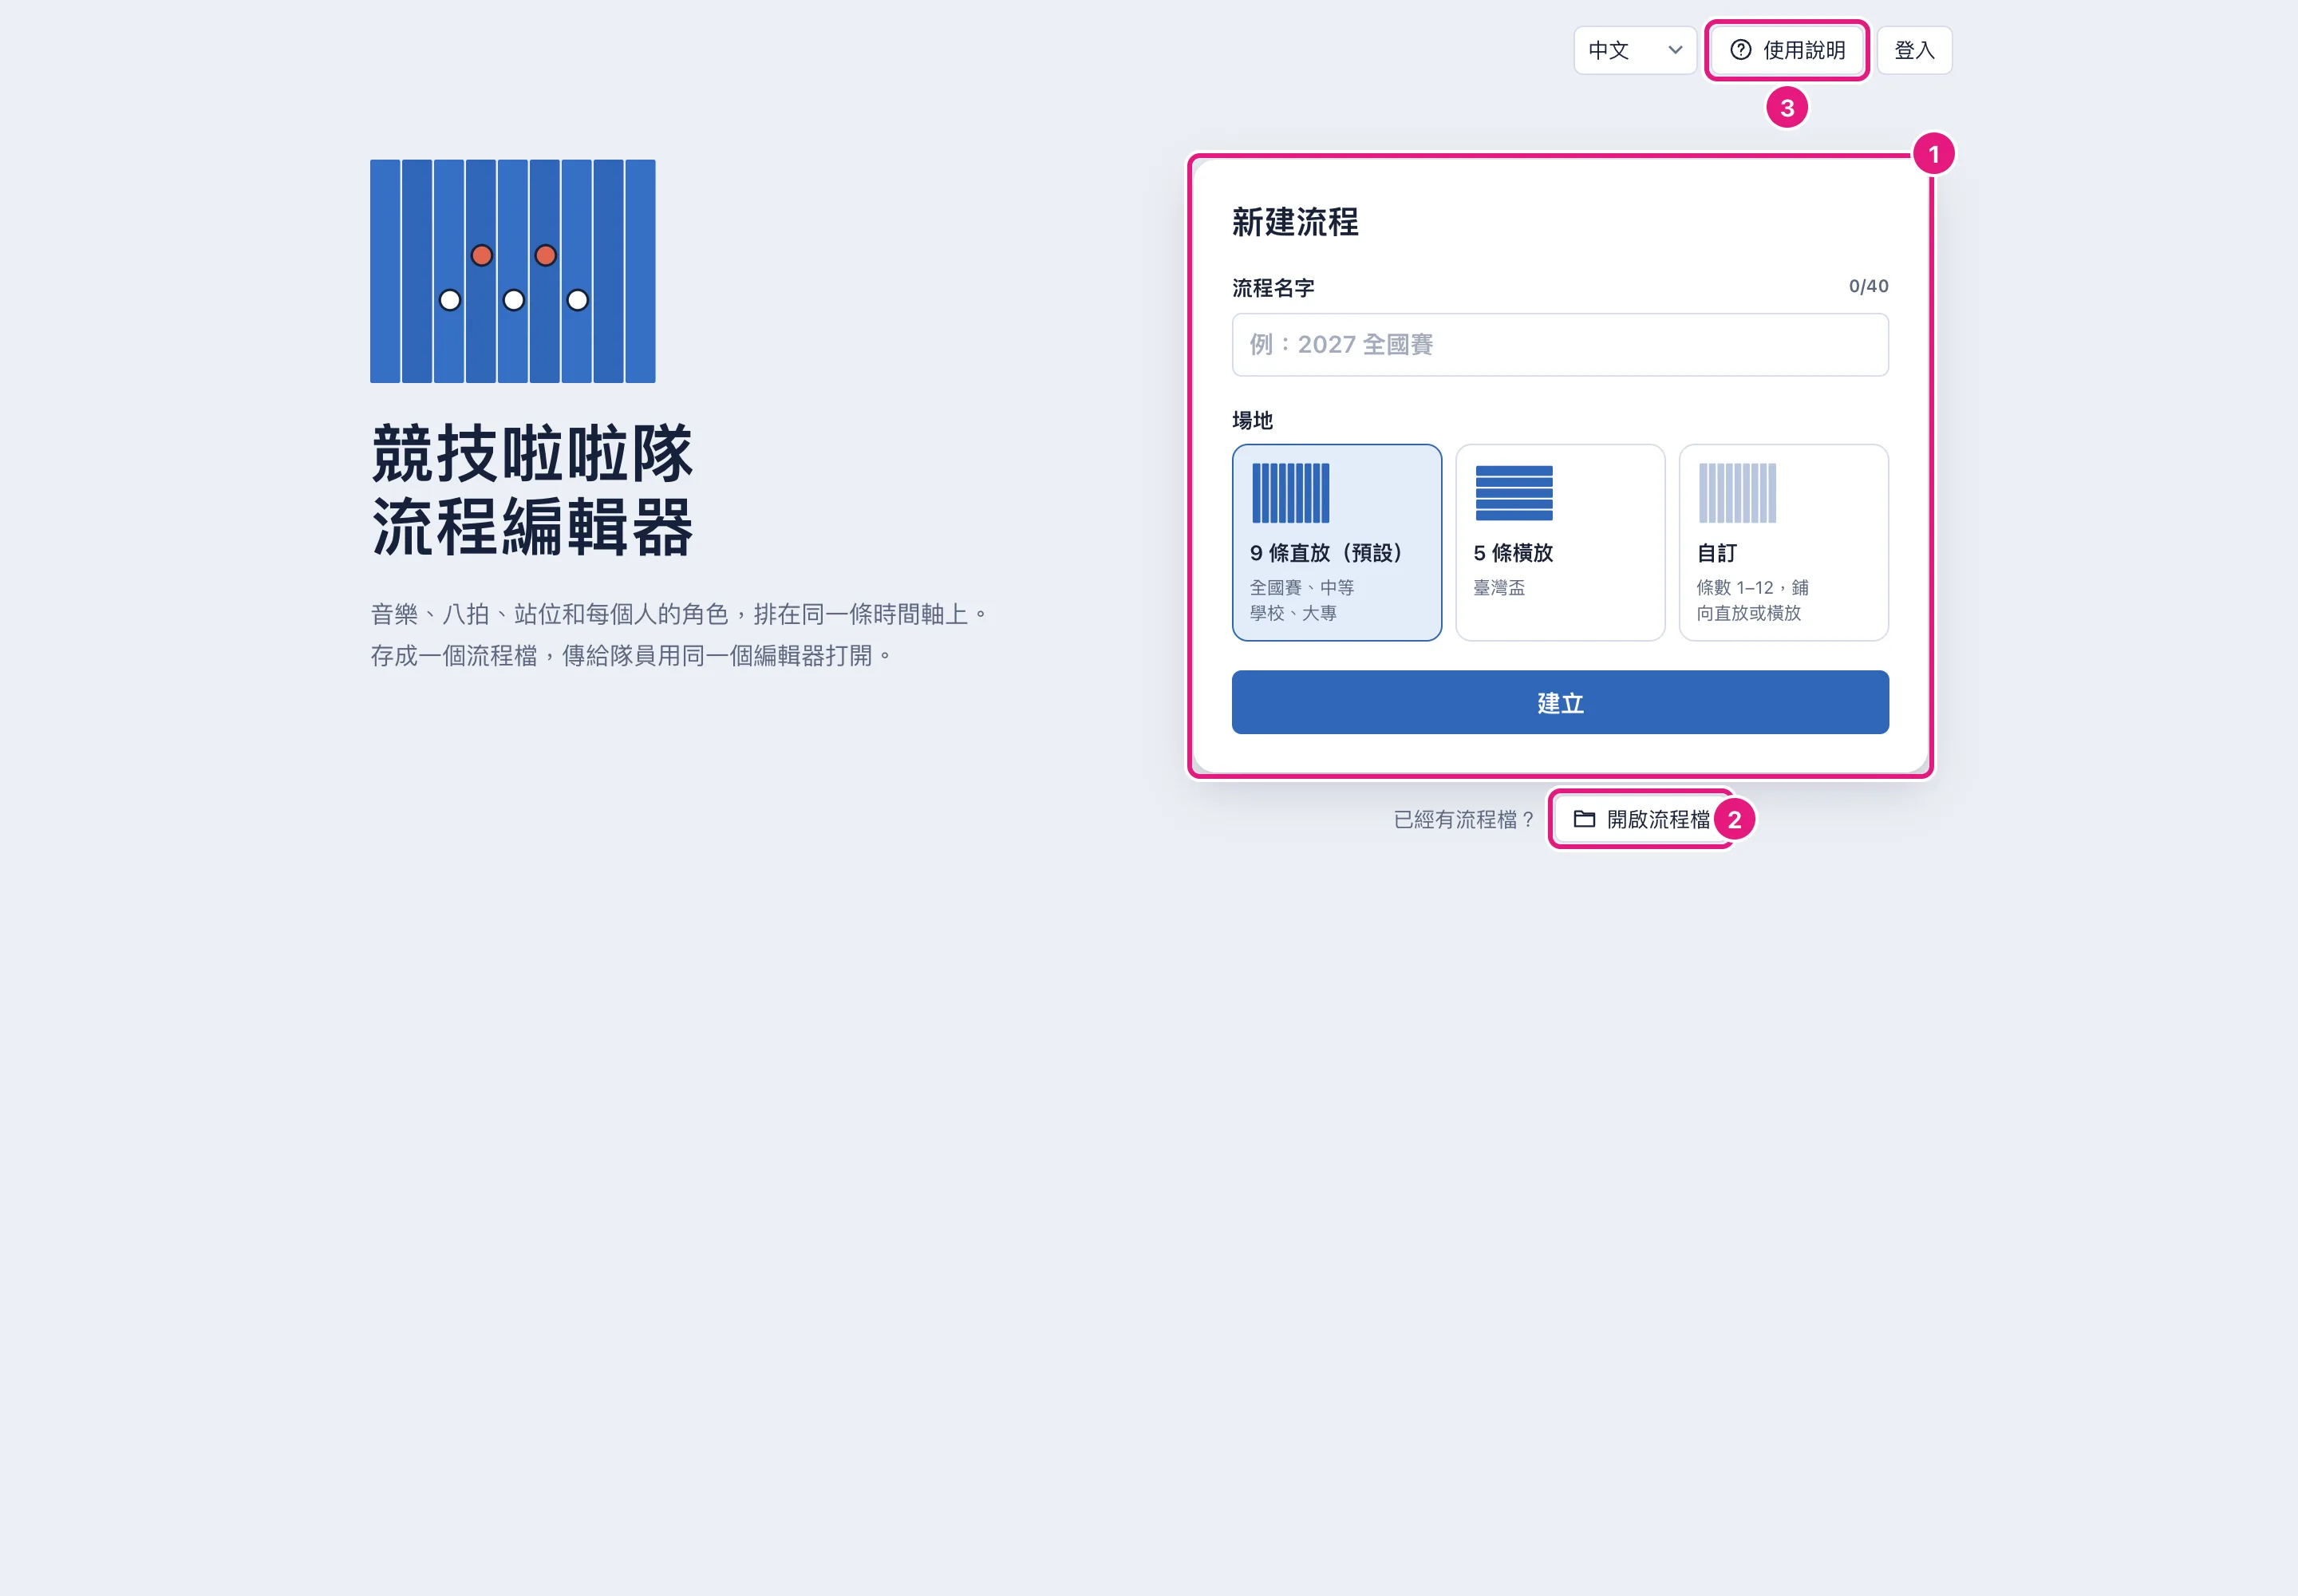 中文
使用說明
登入
3
1
競技啦啦隊
流程編輯器
音樂、八拍、站位和每個人的角色，排在同一條時間軸上。
存成一個流程檔，傳給隊員用同一個編輯器打開。
新建流程
流程名字
0/40
例：2027 全國賽
場地
9 條直放（預設）
全國賽、中等
學校、大專
5 條橫放
臺灣盃
自訂
條數 1–12，鋪
向直放或橫放
建立
已經有流程檔？
開啟流程檔
2